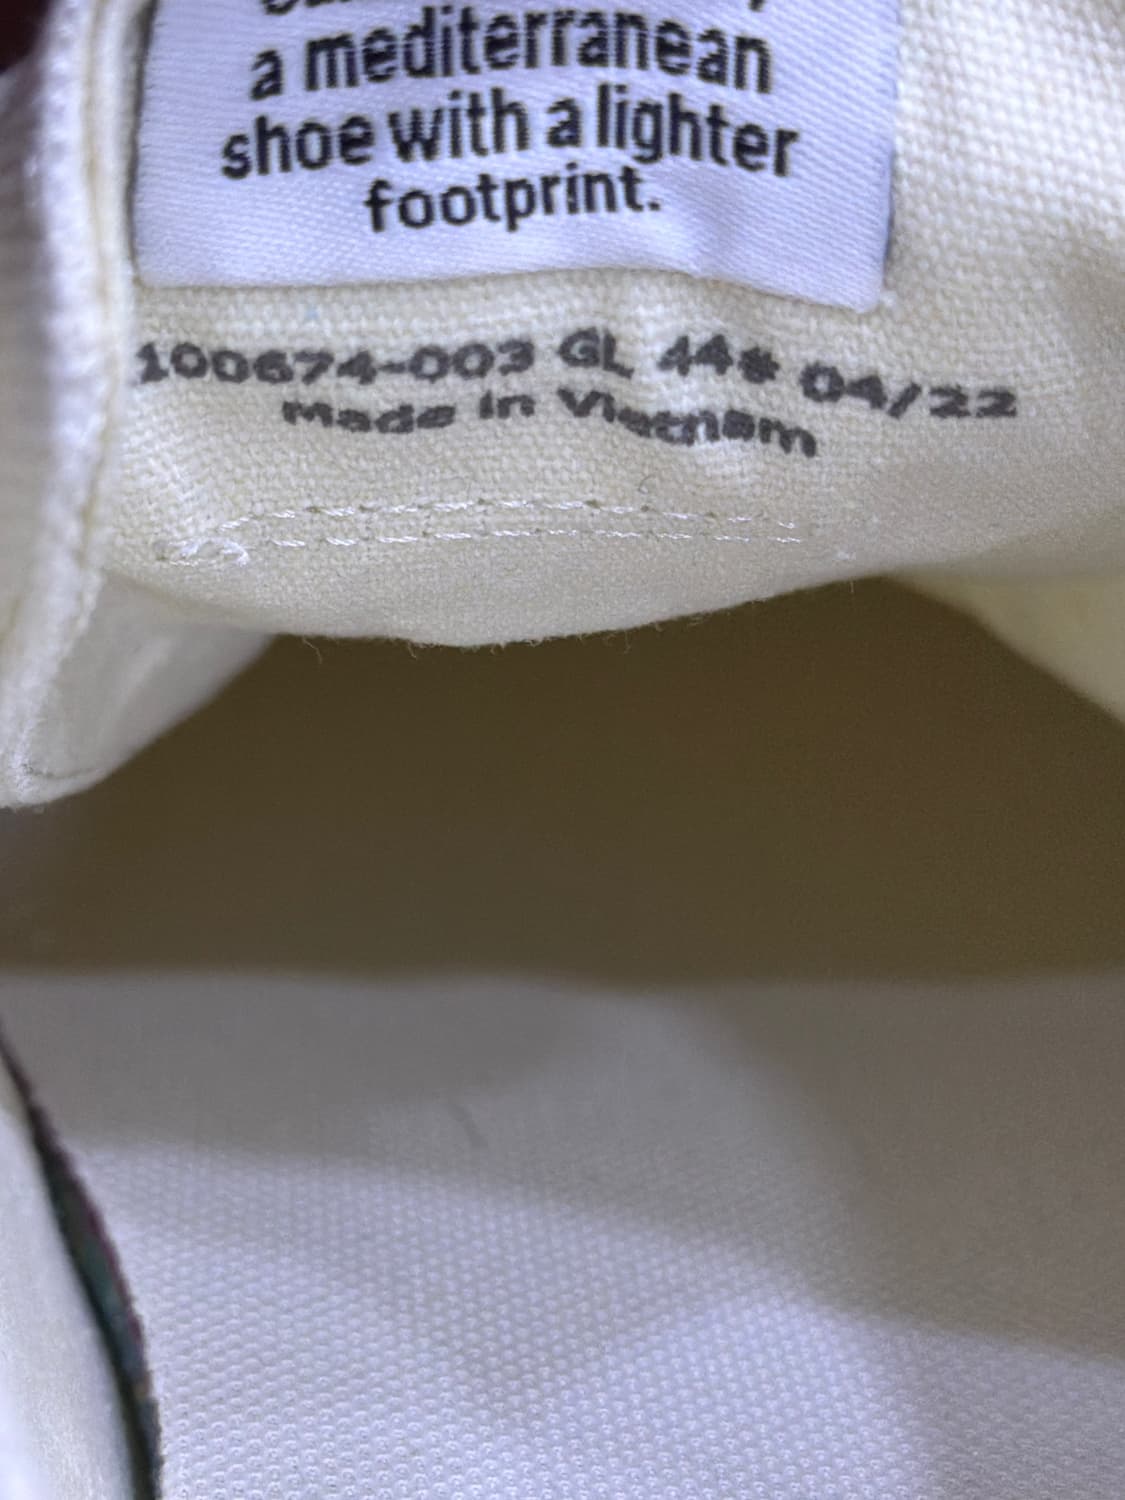 a mediterranean
shoe with a lighter
footprint.
100674-003 GL 44# 04/22
Made in Vietnam